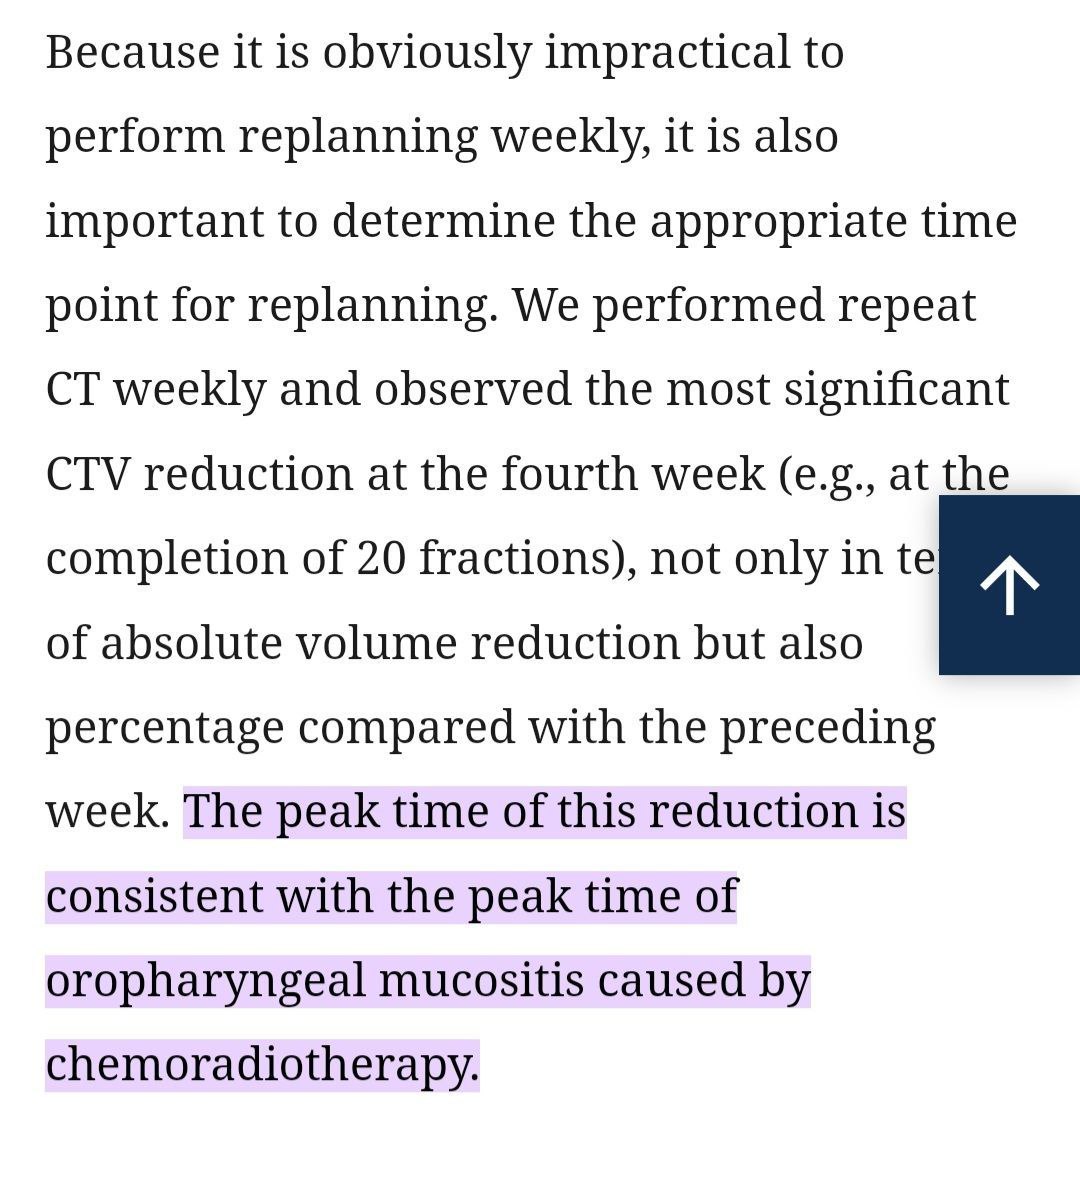 Because it is obviously impractical to
perform replanning weekly, it is also
important to determine the appropriate time
point for replanning. We performed repeat
CT weekly and observed the most significant
CTV reduction at the fourth week (e.g., at the
completion of 20 fractions), not only in
of absolute volume reduction but also
percentage compared with the preceding
week. The peak time of this reduction is
consistent with the peak time of
oropharyngeal mucositis caused by
chemoradiotherapy.